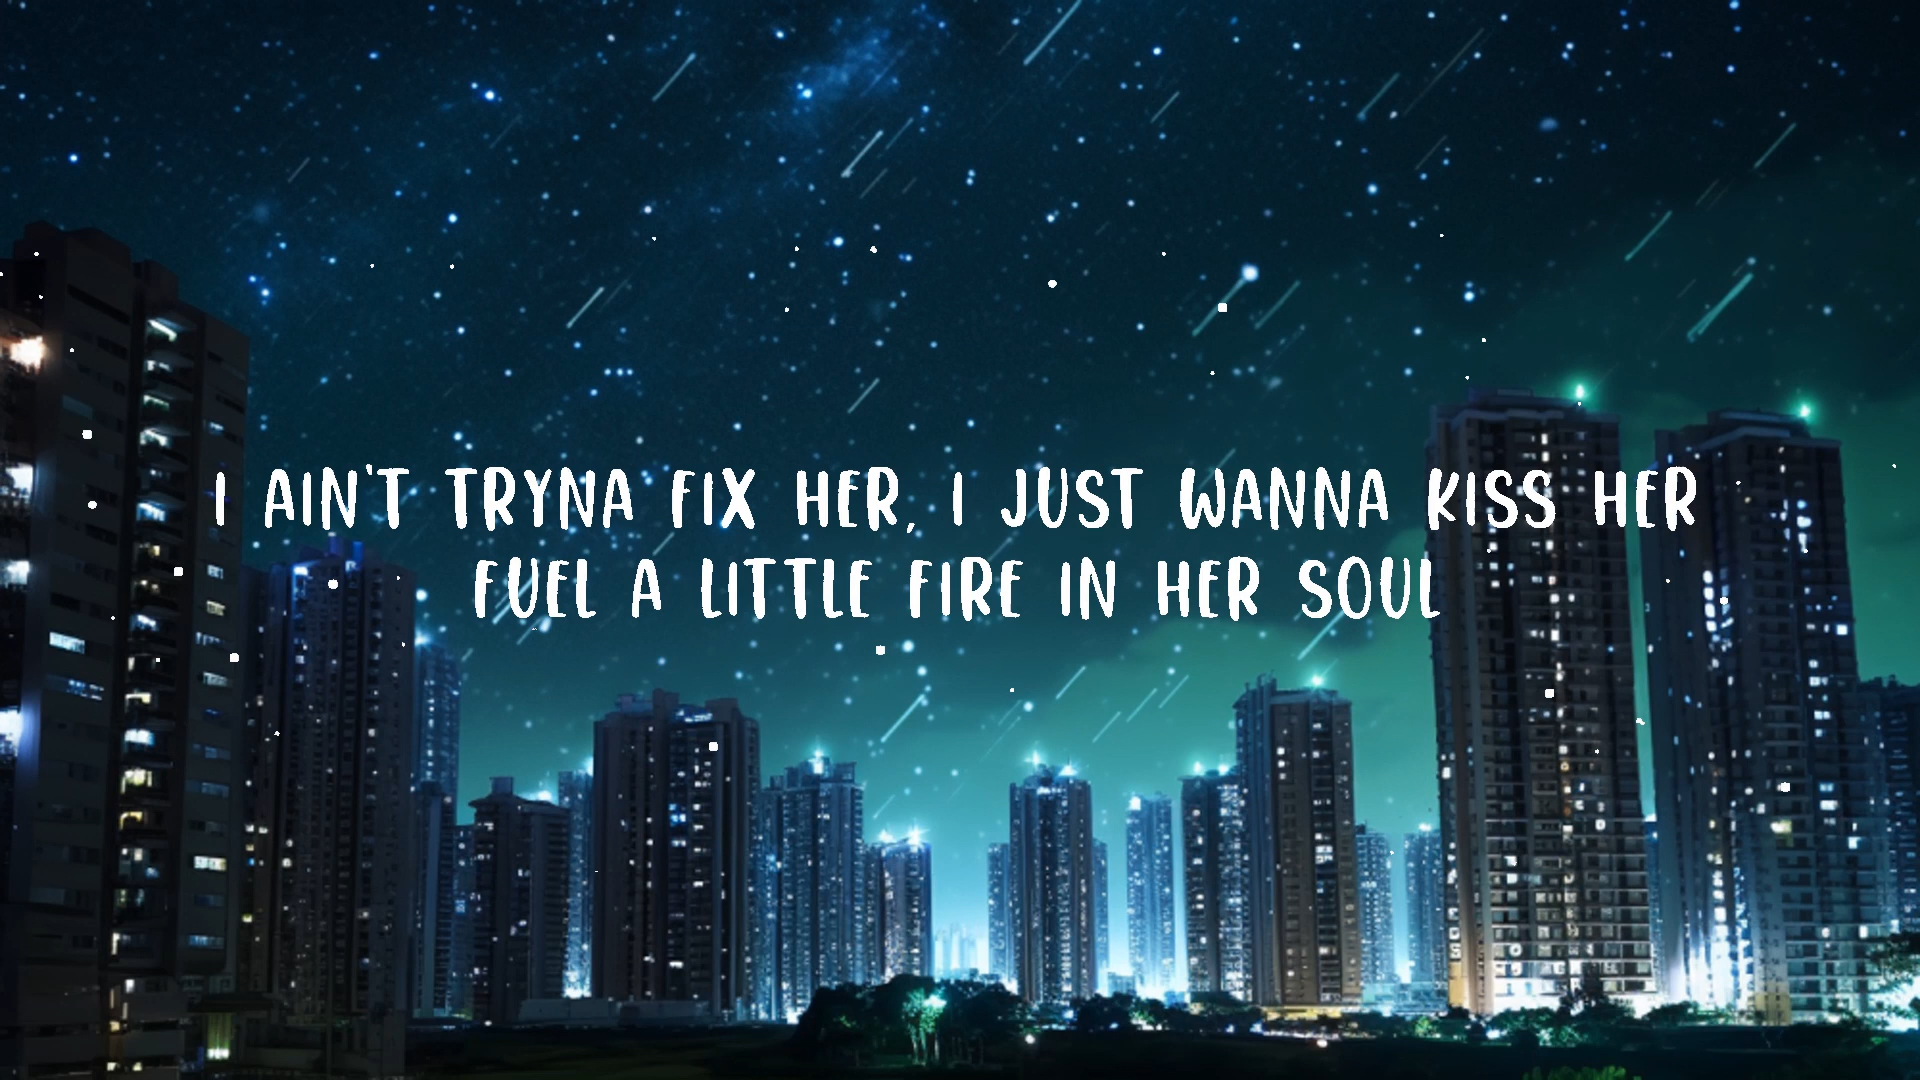 I AIN'T TRYNA FIX HER, I JUST WANNA KISS HER
FUEL A LITTLE FIRE IN HER SOUL